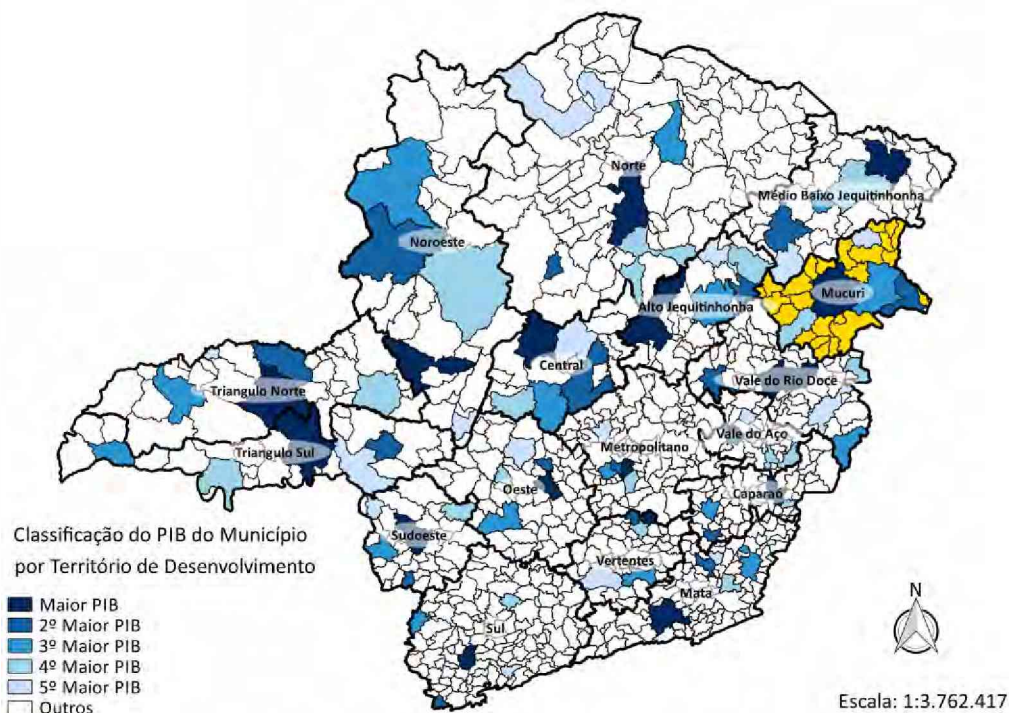 Norte
Médio Baixo Jequitinhonha
Noroeste
Mucuri
Alto Jequitinhonha
Central
Triangulo Norte
Vale do Rio Doce
Vale do Aço
Metropolitano
Triangulo Sul
Oeste
Caparaó
Sudoeste
Vertentes
Mata
Sul
Classificação do PIB do Município
por Território de Desenvolvimento
Maior PIB
2º Maior PIB
3º Maior PIB
4º Maior PIB
5º Maior PIB
Outros
N
Escala: 1:3.762.417